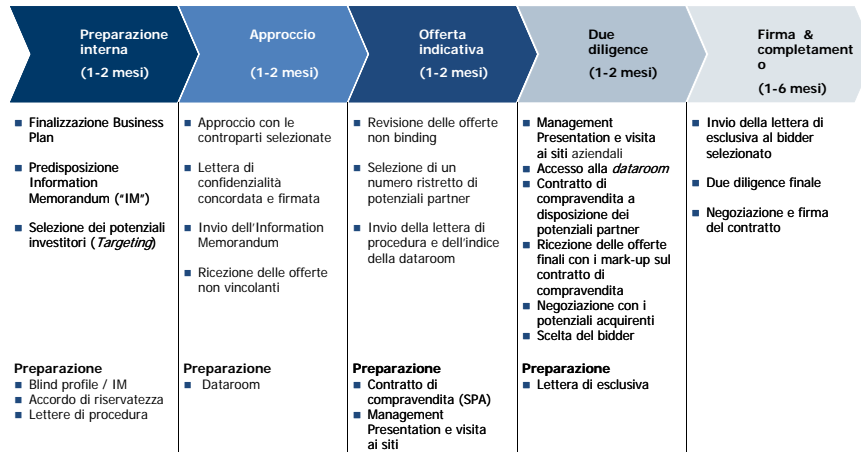 Preparazione
interna
(1-2 mesi)
Approccio
(1-2 mesi)
Offerta
indicativa
(1-2 mesi)
Due
diligence
(1-2 mesi)
Firma &
completament
o
(1-6 mesi)
■ Finalizzazione Business
Plan
■ Predisposizione
Information
Memorandum ("IM")
■ Selezione dei potenziali
investitori (Targeting)
Preparazione
■ Blind profile / IM
■ Accordo di riservatezza
■ Lettere di procedura
■ Approccio con le
controparti selezionate
■ Lettera di
confidenzialità
concordata e firmata
■ Invio dell'Information
Memorandum
■ Ricezione delle offerte
non vincolanti
Preparazione
■ Dataroom
■ Revisione delle offerte
non binding
■ Selezione di un
numero ristretto di
potenziali partner
■ Invio della lettera di
procedura e dell'indice
della dataroom
Preparazione
■ Contratto di
compravendita (SPA)
■ Management
Presentation e visita
ai siti
■ Management
Presentation e visita
ai siti aziendali
■ Accesso alla dataroom
■ Contratto di
compravendita a
disposizione dei
potenziali partner
■ Ricezione delle offerte
finali con i mark-up sul
contratto di
compravendita
■ Negoziazione con i
potenziali acquirenti
■ Scelta del bidder
Preparazione
■ Lettera di esclusiva
■ Invio della lettera di
esclusiva al bidder
selezionato
■ Due diligence finale
■ Negoziazione e firma
del contratto